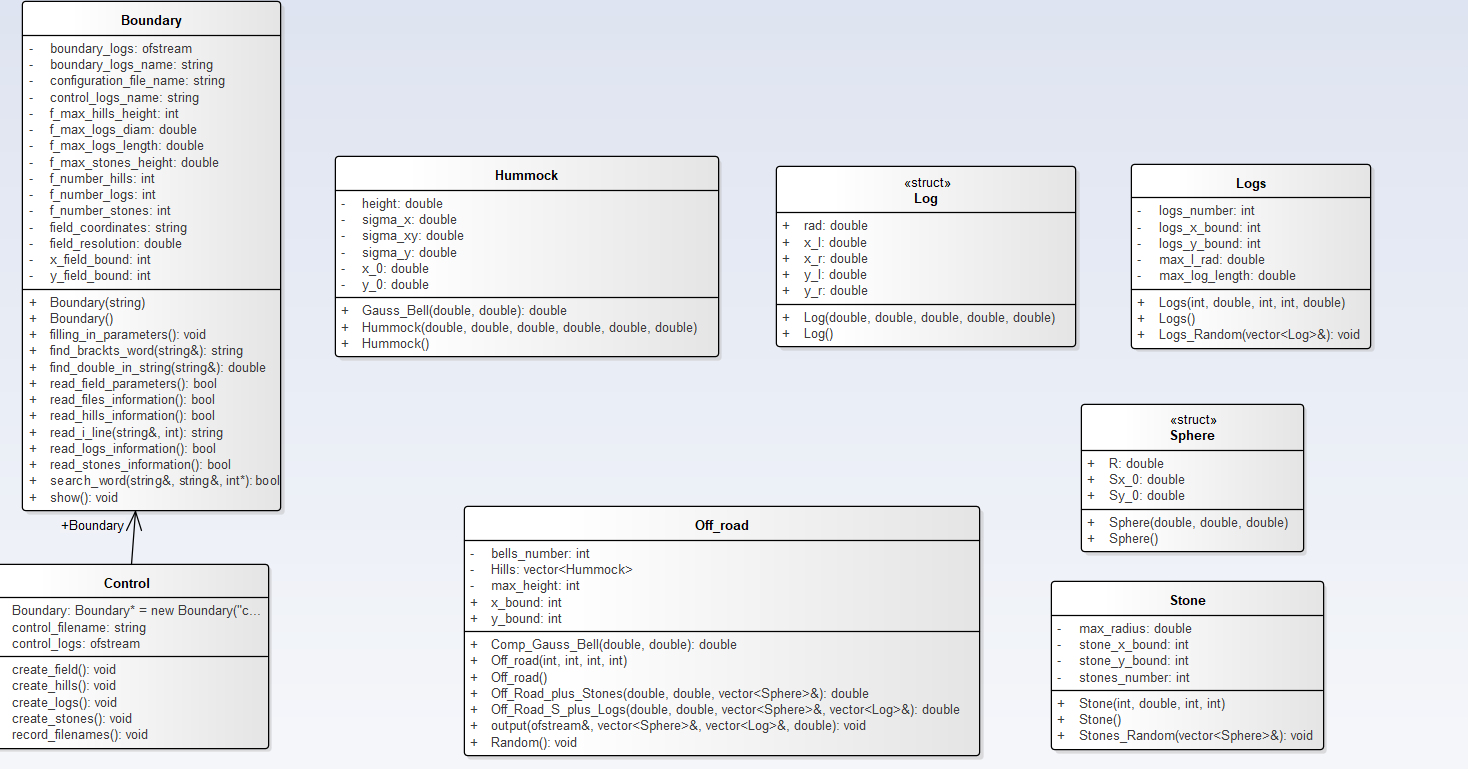 Boundary
- boundary_logs: ofstream
- boundary_logs_name: string
- configuration_file_name: string
- control_logs_name: string
- f_max_hills_height: int
- f_max_logs_diam: double
- f_max_logs_length: double
- f_max_stones_height: double
- f_number_hills: int
- f_number_logs: int
- f_number_stones: int
- field_coordinates: string
- field_resolution: double
- x_field_bound: int
- y_field_bound: int
+ Boundary(string)
+ Boundary()
+ filling_in_parameters(): void
+ find_brackts_word(string&): string
+ find_double_in_string(string&): double
+ read_field_parameters(): bool
+ read_files_information(): bool
+ read_hills_information(): bool
+ read_i_line(string&, int): string
+ read_logs_information(): bool
+ read_stones_information(): bool
+ search_word(string&, string&, int*): bool
+ show(): void
+Boundary
Control
Boundary: Boundary* = new Boundary("c...
control_filename: string
control_logs: ofstream
create_field(): void
create_hills(): void
create_logs(): void
create_stones(): void
record_filenames(): void
Hummock
- height: double
- sigma_x: double
- sigma_xy: double
- sigma_y: double
- x_0: double
- y_0: double
+ Gauss_Bell(double, double): double
+ Hummock(double, double, double, double, double, double)
+ Hummock()
«struct»
Log
+ rad: double
+ x_l: double
+ x_r: double
+ y_l: double
+ y_r: double
+ Log(double, double, double, double, double)
+ Log()
Logs
- logs_number: int
- logs_x_bound: int
- logs_y_bound: int
- max_l_rad: double
- max_log_length: double
+ Logs(int, double, int, int, double)
+ Logs()
+ Logs_Random(vector<Log>&): void
«struct»
Sphere
+ R: double
+ Sx_0: double
+ Sy_0: double
+ Sphere(double, double, double)
+ Sphere()
Off_road
- bells_number: int
- Hills: vector<Hummock>
- max_height: int
+ x_bound: int
+ y_bound: int
+ Comp_Gauss_Bell(double, double): double
+ Off_road(int, int, int, int)
+ Off_road()
+ Off_Road_plus_Stones(double, double, vector<Sphere>&): double
+ Off_Road_S_plus_Logs(double, double, vector<Sphere>&, vector<Log>&): double
+ output(ofstream&, vector<Sphere>&, vector<Log>&, double): void
+ Random(): void
Stone
- max_radius: double
- stone_x_bound: int
- stone_y_bound: int
- stones_number: int
+ Stone(int, double, int, int)
+ Stone()
+ Stones_Random(vector<Sphere>&): void